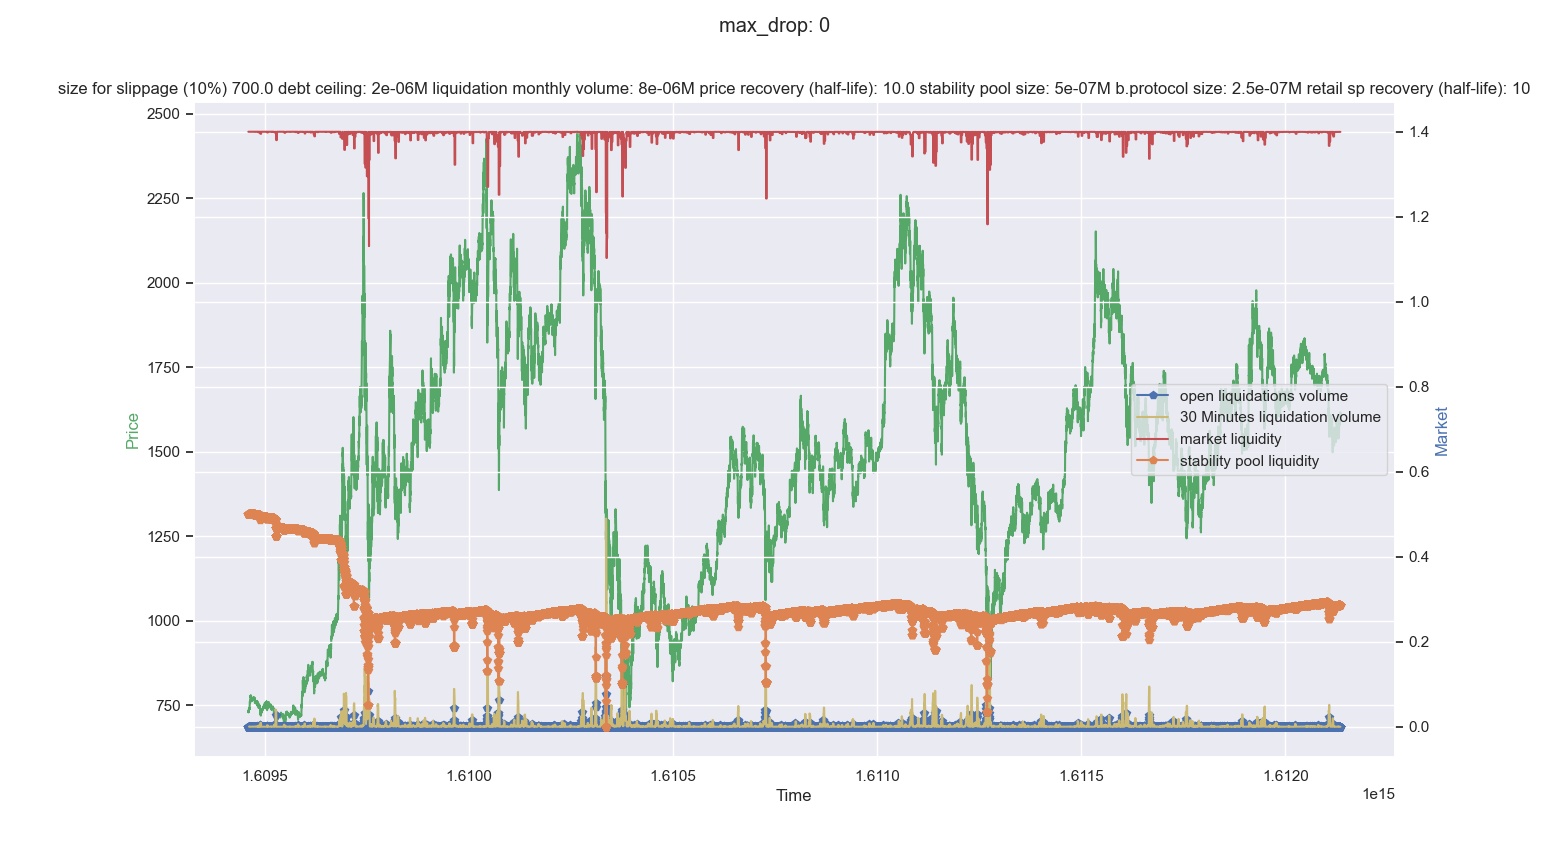 max_drop: 0
size for slippage (10%) 700.0 debt ceiling: 2e-06M liquidation monthly volume: 8e-06M price recovery (half-life): 10.0 stability pool size: 5e-07M b.protocol size: 2.5e-07M retail sp recovery (half-life): 10
2500
2250
2000
1750
1500
1250
1000
750
Price
1.4
1.2
1.0
0.8
0.6
0.4
0.2
0.0
Market
open liquidations volume
30 Minutes liquidation volume
market liquidity
stability pool liquidity
1.6095
1.6100
1.6105
1.6110
1.6115
1.6120
Time
1e15